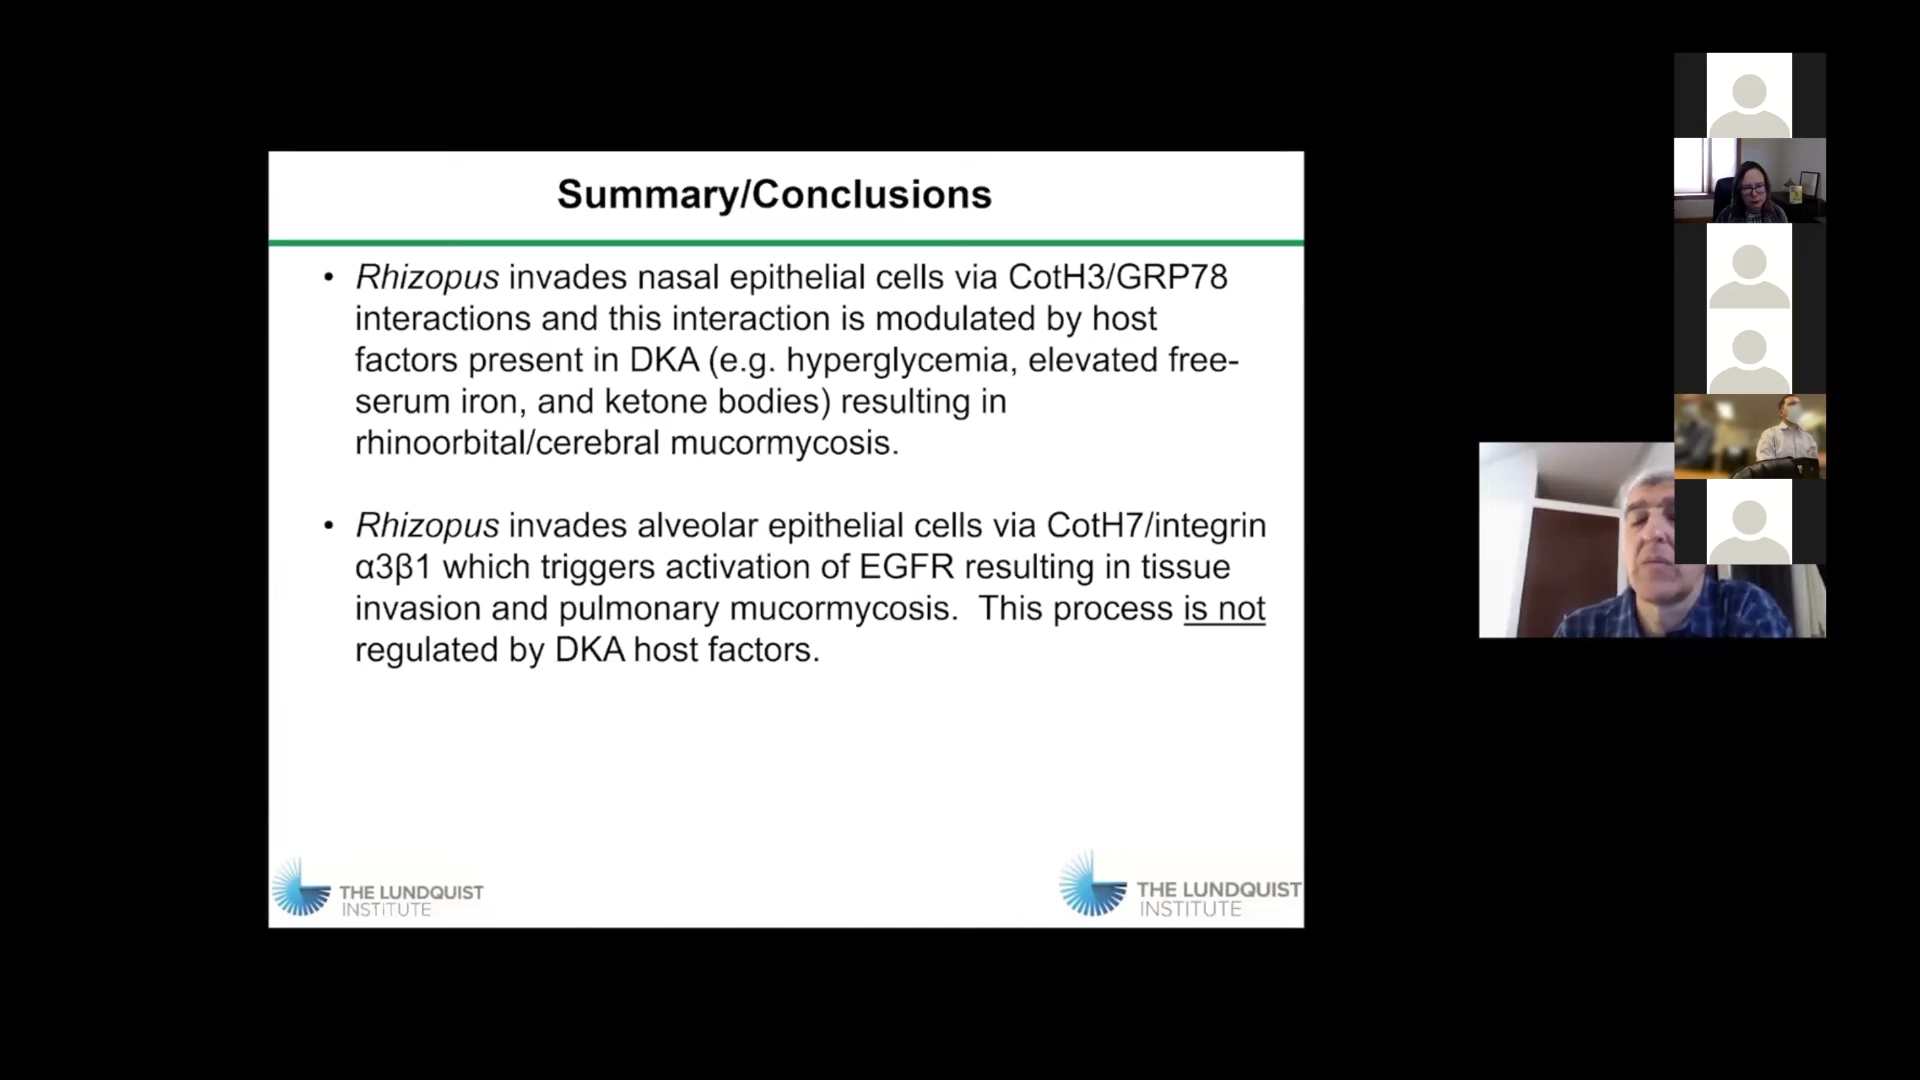 Summary/Conclusions
• Rhizopus invades nasal epithelial cells via CotH3/GRP78
interactions and this interaction is modulated by host
factors present in DKA (e.g. hyperglycemia, elevated free-
serum iron, and ketone bodies) resulting in
rhinoorbital/cerebral mucormycosis.
• Rhizopus invades alveolar epithelial cells via CotH7/integrin
α3β1 which triggers activation of EGFR resulting in tissue
invasion and pulmonary mucormycosis. This process is not
regulated by DKA host factors.
THE LUNDQUIST
INSTITUTE
THE LUNDQUIST
INSTITUTE